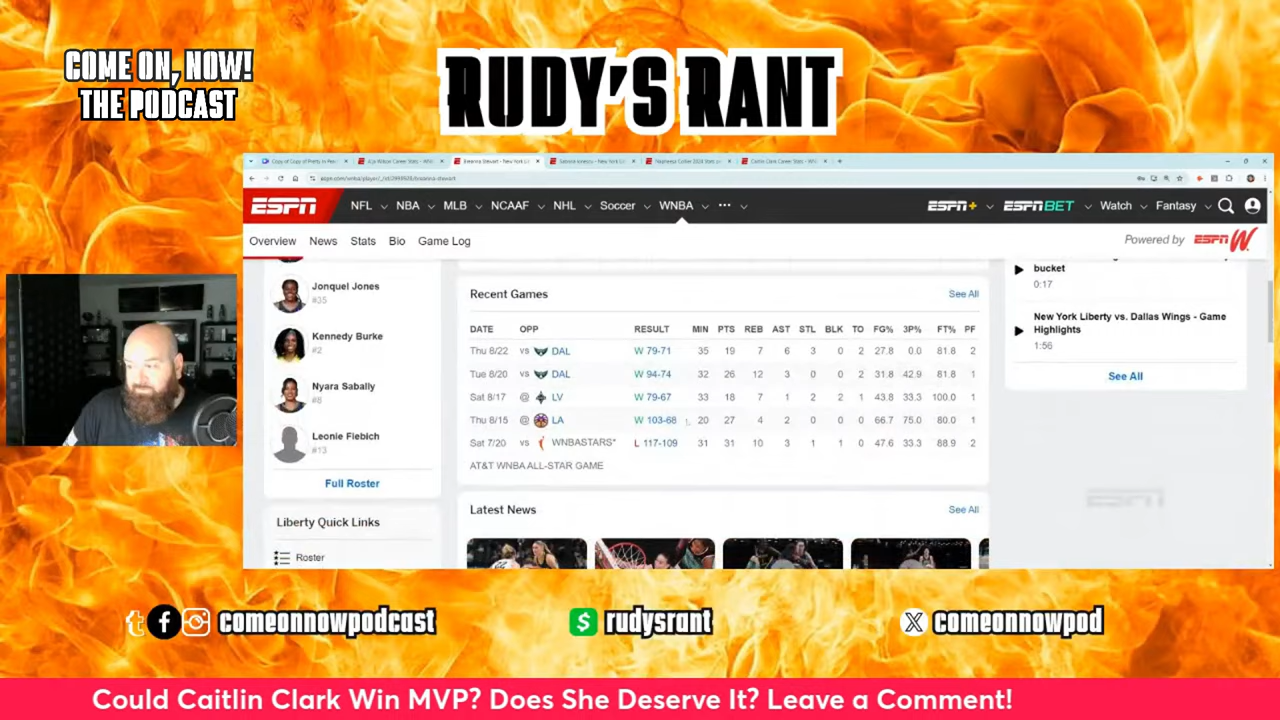 COME ON, NOW!
THE PODCAST
RUDY'S RANT
ESPN NFL NBA MLB NCAAF NHL Soccer WNBA ••• ESPN+ ESPNBET Watch Fantasy
Overview News Stats Bio Game Log
Powered by ESPN W
Jonquel Jones
#35
Kennedy Burke
#2
Nyara Sabally
#8
Leonie Fiebich
#13
Full Roster
Liberty Quick Links
Roster
Recent Games See All
DATE OPP RESULT MIN PTS REB AST STL BLK TO FG% 3P% FT% PF
Thu 8/22 vs DAL W 79-71 35 19 7 6 3 0 2 27.8 0.0 81.8 2
Tue 8/20 vs DAL W 94-74 32 26 12 3 0 0 2 31.8 42.9 81.8 1
Sat 8/17 @ LV W 79-67 33 18 7 1 2 2 1 43.8 33.3 100.0 1
Thu 8/15 @ LA W 103-68 20 27 4 2 0 0 0 66.7 75.0 80.0 1
Sat 7/20 vs WNBASTARS* L 117-109 31 31 10 3 1 1 0 47.6 33.3 88.9 2
AT&T WNBA ALL-STAR GAME
Latest News See All
bucket
0:17
New York Liberty vs. Dallas Wings - Game
Highlights
1:56
See All
ESPN
comeonnowpodcast
rudysrant
comeonnowpod
Could Caitlin Clark Win MVP? Does She Deserve It? Leave a Comment!